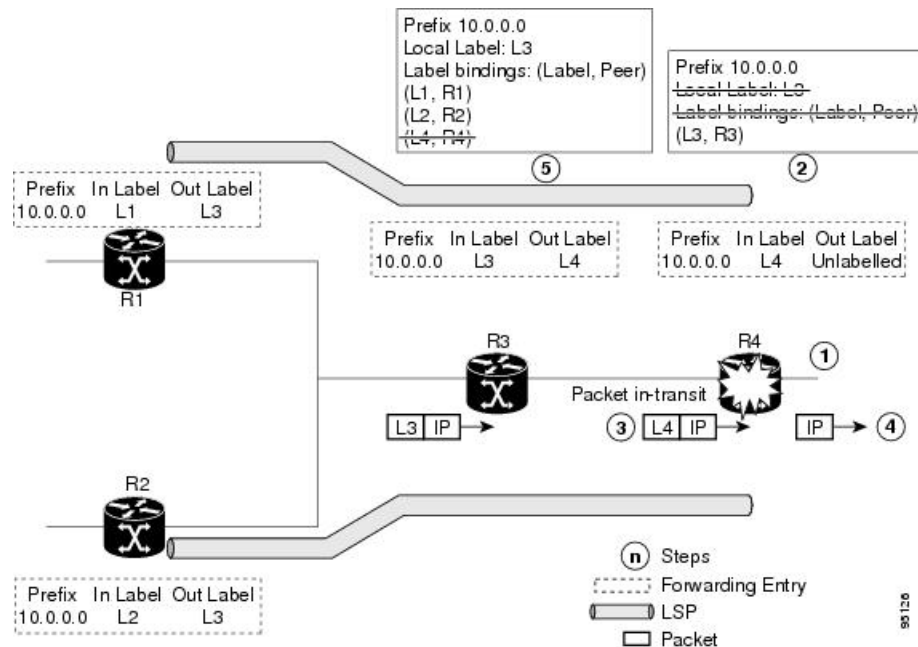 Prefix 10.0.0.0
Local Label: L3
Label bindings: (Label, Peer)
(L1, R1)
(L2, R2)
(L4, R4)
5
Prefix 10.0.0.0
Local Label: L3
Label bindings: (Label, Peer)
(L3, R3)
2
Prefix In Label Out Label
10.0.0.0 L1 L3
R1
Prefix In Label Out Label
10.0.0.0 L3 L4
Prefix In Label Out Label
10.0.0.0 L4 Unlabelled
R3
R4
1
Packet in-transit
L3 IP
3
L4 IP
IP
4
R2
Prefix In Label Out Label
10.0.0.0 L2 L3
n Steps
Forwarding Entry
LSP
Packet
95126